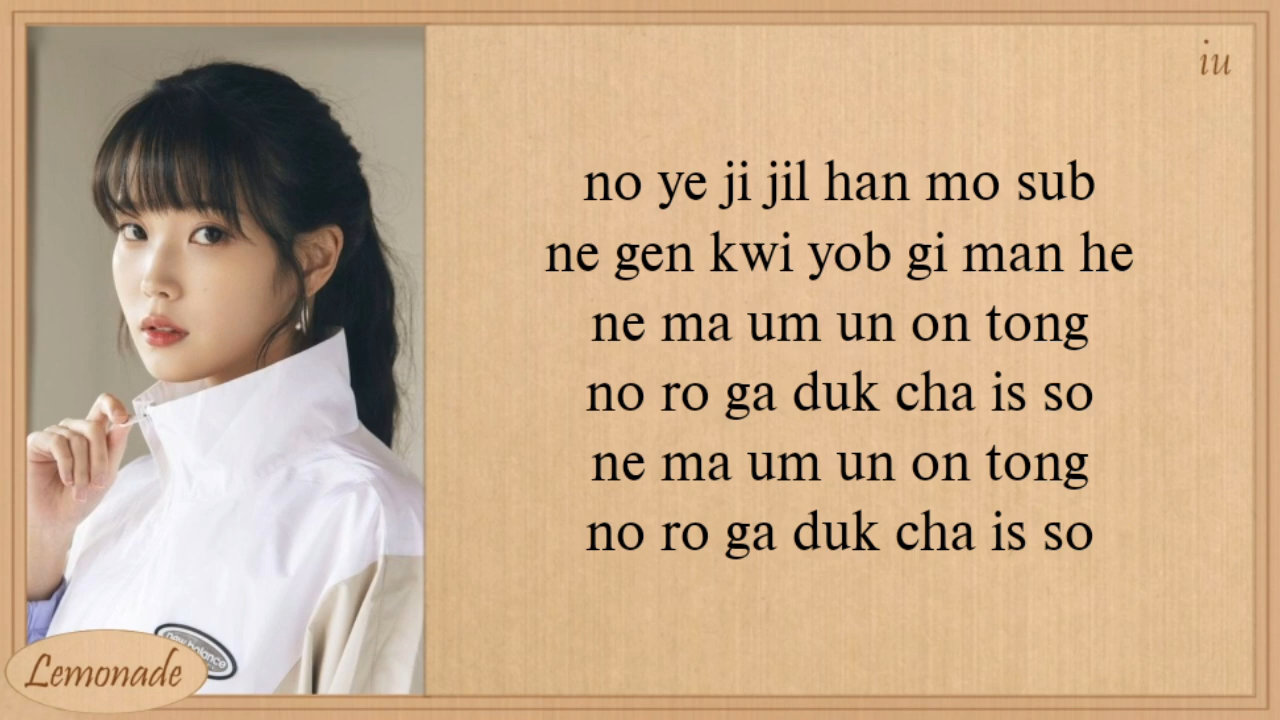 iu
no ye ji jil han mo sub
ne gen kwi yob gi man he
ne ma um un on tong
no ro ga duk cha is so
ne ma um un on tong
no ro ga duk cha is so
new balance
Lemonade